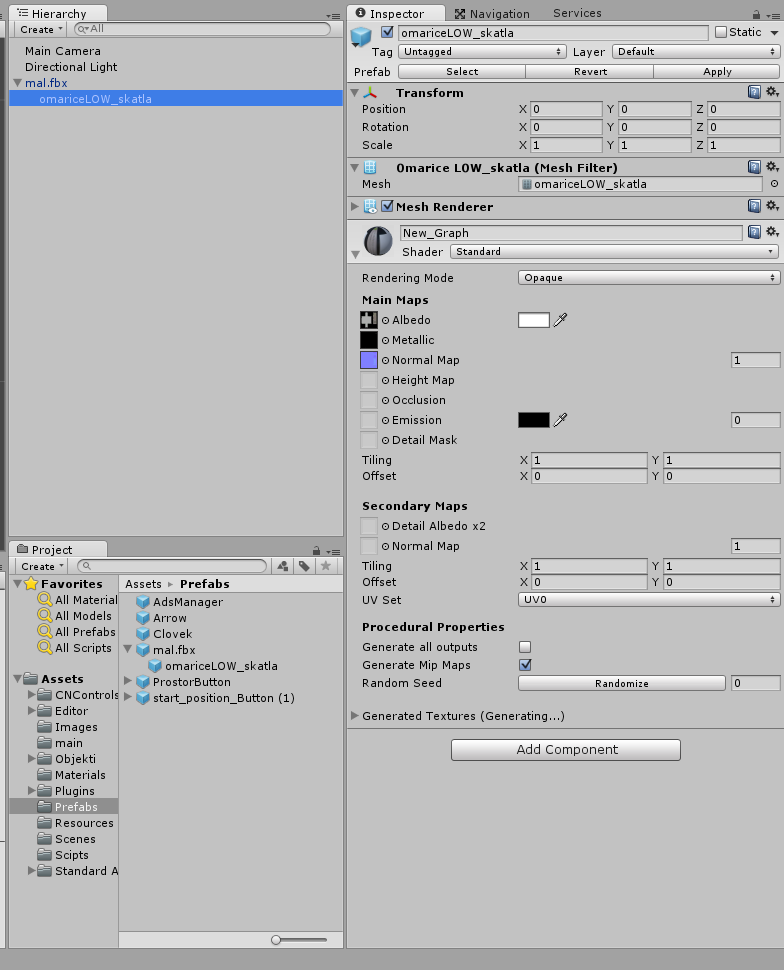 Hierarchy
Create
All
Main Camera
Directional Light
mal.fbx
omariceLOW_skatla
Project
Create
Favorites
All Material
All Models
All Prefabs
All Scripts
Assets
CNControls
Editor
Images
main
Objekti
Materials
Plugins
Prefabs
Resources
Scenes
Scipts
Standard A
Assets Prefabs
AdsManager
Arrow
Clovek
mal.fbx
omariceLOW_skatla
ProstorButton
start_position_Button (1)
Inspector Navigation Services
omariceLOW_skatla Static
Tag Untagged Layer Default
Prefab Select Revert Apply
Transform
Position X 0 Y 0 Z 0
Rotation X 0 Y 0 Z 0
Scale X 1 Y 1 Z 1
Omarice LOW_skatla (Mesh Filter)
Mesh omariceLOW_skatla
Mesh Renderer
New_Graph
Shader Standard
Rendering Mode Opaque
Main Maps
Albedo
Metallic
Normal Map 1
Height Map
Occlusion
Emission 0
Detail Mask
Tiling X 1 Y 1
Offset X 0 Y 0
Secondary Maps
Detail Albedo x2
Normal Map 1
Tiling X 1 Y 1
Offset X 0 Y 0
UV Set UV0
Procedural Properties
Generate all outputs
Generate Mip Maps
Random Seed Randomize 0
Generated Textures (Generating...)
Add Component